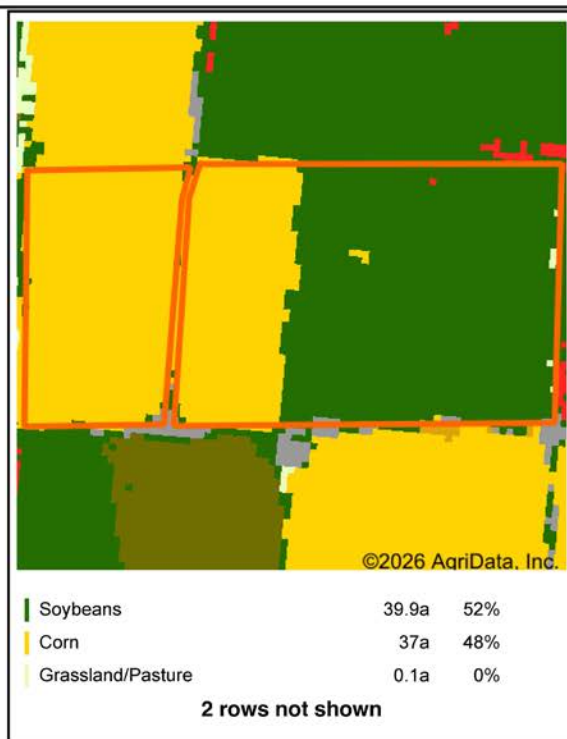 ©2026 AgriData, Inc.
Soybeans 39.9a 52%
Corn 37a 48%
Grassland/Pasture 0.1a 0%
2 rows not shown